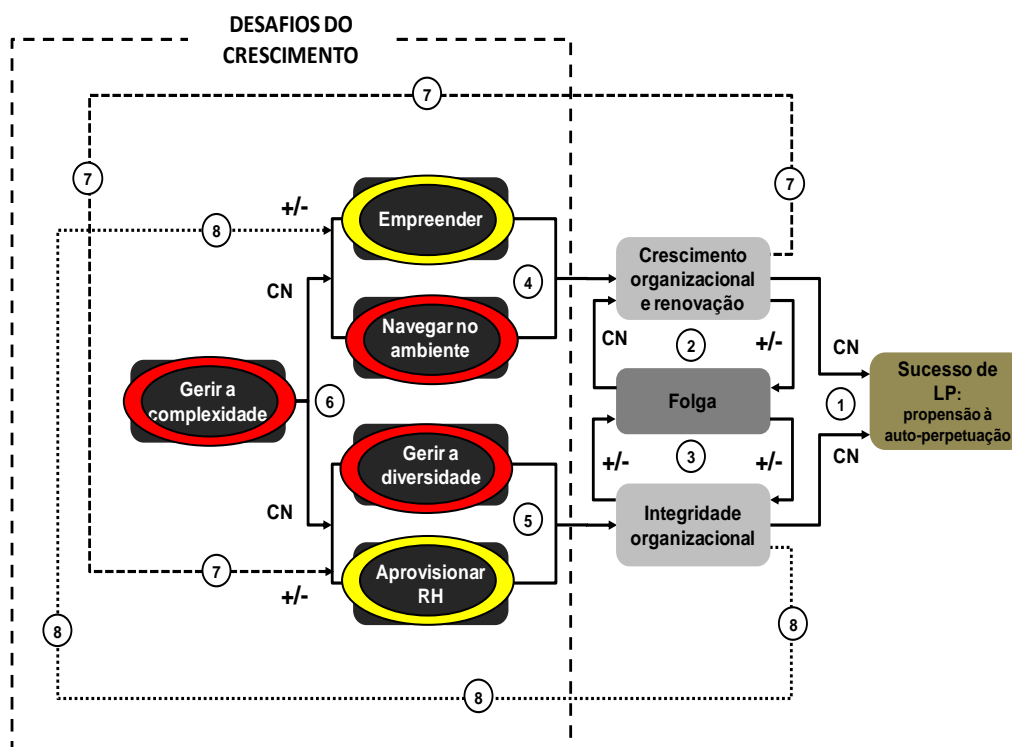 DESAFIOS DO
CRESCIMENTO
7
7
7
8
+/-
Empreender
4
CN
Navegar no
ambiente
Crescimento
organizacional
e renovação
CN
2
+/-
CN
Gerir a
complexidade
6
Folga
1
Sucesso de
LP:
propensão à
auto-perpetuação
Gerir a
diversidade
+/-
3
+/-
CN
CN
5
Integridade
organizacional
7
+/-
Aprovisionar
RH
8
8
8